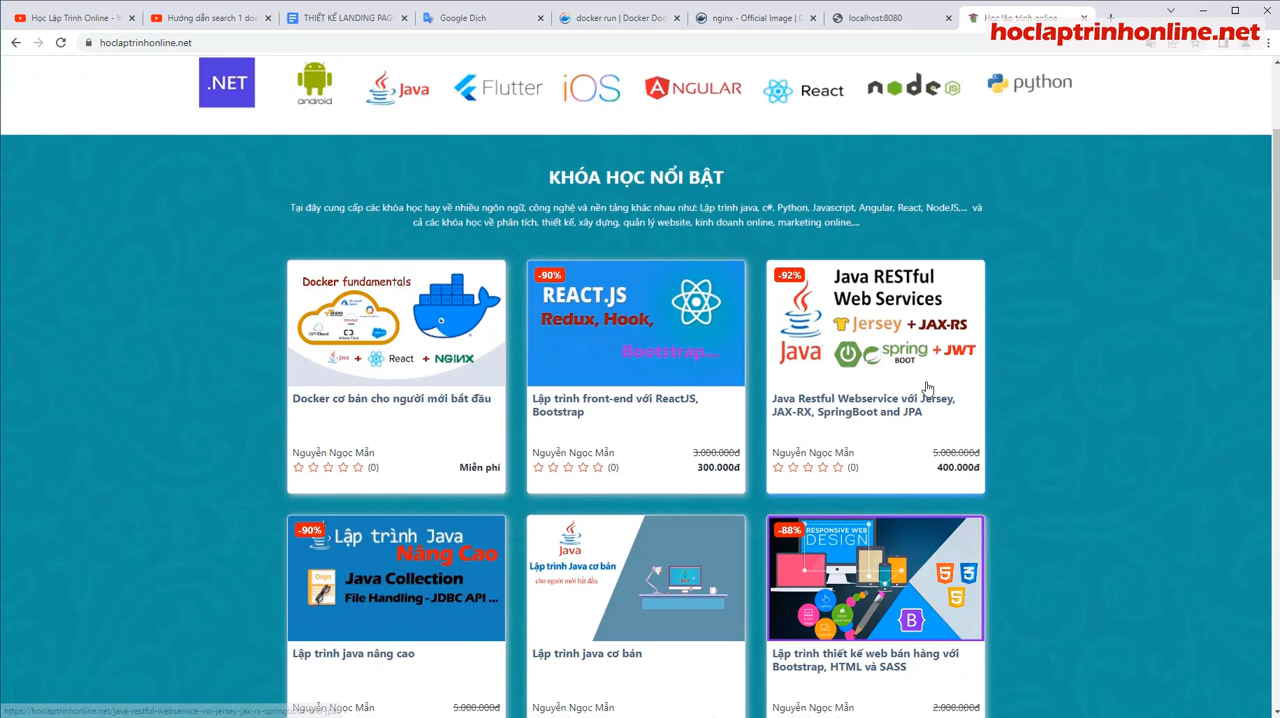 Học Lập Trình Online - Y
Hướng dẫn search 1 doc
THIẾT KẾ LANDING PAG
Google Dịch
docker run | Docker Doc
nginx - Official Image | D
localhost:8080
Học lập trình online
hoclaptrinhonline.net
hoclaptrinhonline.net
.NET
android
Java
Flutter
iOS
ANGULAR
React
node
JS
python
KHÓA HỌC NỔI BẬT
Tại đây cung cấp các khóa học hay về nhiều ngôn ngữ, công nghệ và nền tảng khác nhau như: Lập trình java, c#, Python, Javascript, Angular, React, NodeJS,... và
cả các khóa học về phân tích, thiết kế, xây dựng, quản lý website, kinh doanh online, marketing online,...
Docker fundamentals
Java + React + NGINX
Docker cơ bản cho người mới bắt đầu
Nguyễn Ngọc Mẫn
(0) Miễn phí
-90%
REACT.JS
Redux, Hook,
Bootstrap...
Lập trình front-end với ReactJS,
Bootstrap
Nguyễn Ngọc Mẫn 3.000.000đ
(0) 300.000đ
-92%
Java RESTful
Web Services
Jersey + JAX-RS
Java
spring + JWT
BOOT
Java Restful Webservice với Jersey,
JAX-RX, SpringBoot and JPA
Nguyễn Ngọc Mẫn 5.000.000đ
(0) 400.000đ
-90%
Lập trình Java
Nâng Cao
Java Collection
File Handling - JDBC API ...
Oops
Lập trình java nâng cao
Nguyễn Ngọc Mẫn 5.000.000đ
Java
Lập trình Java cơ bản
cho người mới bắt đầu
Lập trình java cơ bản
Nguyễn Ngọc Mẫn
-88%
RESPONSIVE WEB
DESIGN
5
3
5
B
Lập trình thiết kế web bán hàng với
Bootstrap, HTML và SASS
Nguyễn Ngọc Mẫn 2.000.000đ